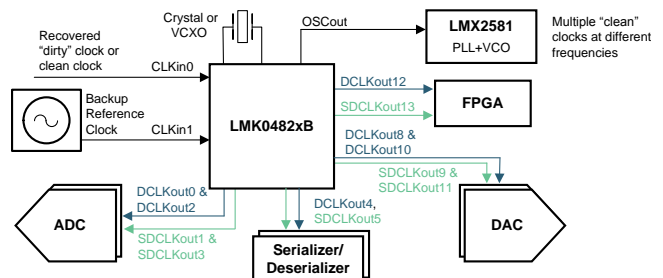 Crystal or
VCXO
OSCout
LMX2581
PLL+VCO
Multiple “clean”
clocks at different
frequencies
Recovered
“dirty” clock or
clean clock
CLKin0
Backup
Reference
Clock
CLKin1
LMK0482xB
DCLKout12
SDCLKout13
FPGA
DCLKout8 &
DCLKout10
SDCLKout9 &
SDCLKout11
DAC
DCLKout0 &
DCLKout2
ADC
SDCLKout1 &
SDCLKout3
DCLKout4,
SDCLKout5
Serializer/
Deserializer